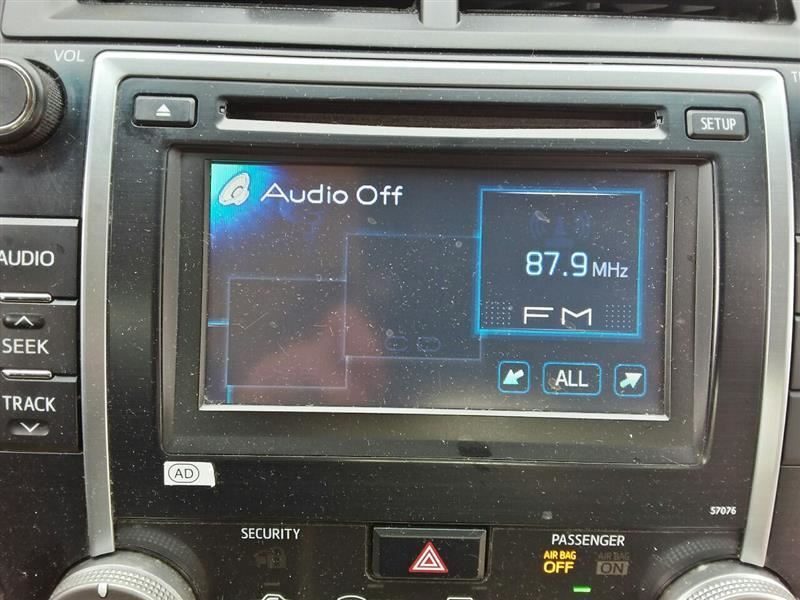 VOL
SETUP
Audio Off
AUDIO
87.9 MHz
FM
SEEK
ALL
TRACK
AD
57076
SECURITY
PASSENGER
AIR BAG
OFF
AIR BAG
ON